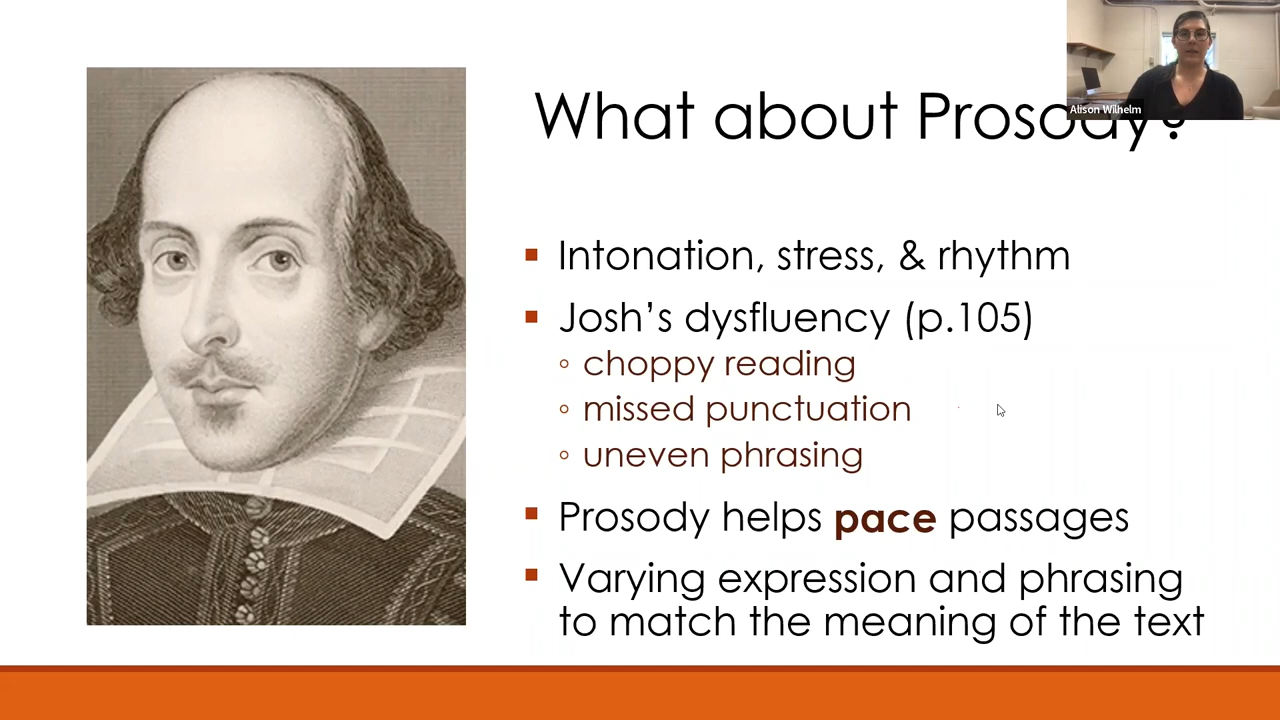 What about Prosody?
Alison Wilhelm
▪ Intonation, stress, & rhythm
▪ Josh’s dysfluency (p.105)
◦ choppy reading
◦ missed punctuation
◦ uneven phrasing
▪ Prosody helps pace passages
▪ Varying expression and phrasing
to match the meaning of the text